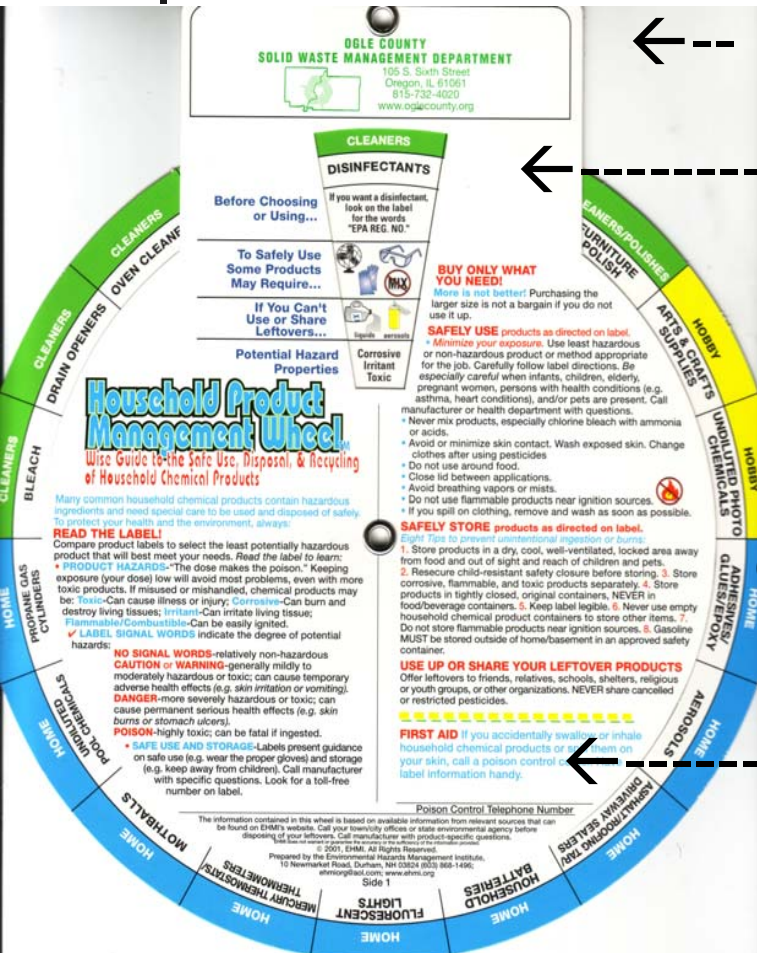 OGLE COUNTY
SOLID WASTE MANAGEMENT DEPARTMENT
105 S. Sixth Street
Oregon, IL 61061
815-732-4020
www.oglecounty.org
CLEANERS
DISINFECTANTS
Before Choosing
or Using...
If you want a disinfectant,
look on the label
for the words
"EPA REG. NO."
To Safely Use
Some Products
May Require...
MIX
If You Can't
Use or Share
Leftovers...
liquids aerosols
Potential Hazard
Properties
Corrosive
Irritant
Toxic
Household Product
Management Wheel
Wise Guide to the Safe Use, Disposal, & Recycling
of Household Chemical Products
Many common household chemical products contain hazardous
ingredients and need special care to be used and disposed of safely.
To protect your health and the environment, always:
READ THE LABEL!
Compare product labels to select the least potentially hazardous
product that will best meet your needs. Read the label to learn:
• PRODUCT HAZARDS-"The dose makes the poison." Keeping
exposure (your dose) low will avoid most problems, even with more
toxic products. If misused or mishandled, chemical products may
be: Toxic-Can cause illness or injury; Corrosive-Can burn and
destroy living tissues; Irritant-Can irritate living tissue;
Flammable/Combustible-Can be easily ignited.
✓ LABEL SIGNAL WORDS indicate the degree of potential
hazards:
NO SIGNAL WORDS-relatively non-hazardous
CAUTION or WARNING-generally mildly to
moderately hazardous or toxic; can cause temporary
adverse health effects (e.g. skin irritation or vomiting).
DANGER-more severely hazardous or toxic; can
cause permanent serious health effects (e.g. skin
burns or stomach ulcers).
POISON-highly toxic; can be fatal if ingested.
• SAFE USE AND STORAGE-Labels present guidance
on safe use (e.g. wear the proper gloves) and storage
(e.g. keep away from children). Call manufacturer
with specific questions. Look for a toll-free
number on label.
BUY ONLY WHAT
YOU NEED!
More is not better! Purchasing the
larger size is not a bargain if you do not
use it up.
SAFELY USE products as directed on label.
• Minimize your exposure. Use least hazardous
or non-hazardous product or method appropriate
for the job. Carefully follow label directions. Be
especially careful when infants, children, elderly,
pregnant women, persons with health conditions (e.g.
asthma, heart conditions), and/or pets are present. Call
manufacturer or health department with questions.
• Never mix products, especially chlorine bleach with ammonia
or acids.
• Avoid or minimize skin contact. Wash exposed skin. Change
clothes after using pesticides
• Do not use around food.
• Close lid between applications.
• Avoid breathing vapors or mists.
• Do not use flammable products near ignition sources.
• If you spill on clothing, remove and wash as soon as possible.
SAFELY STORE products as directed on label.
Eight Tips to prevent unintentional ingestion or burns:
1. Store products in a dry, cool, well-ventilated, locked area away
from food and out of sight and reach of children and pets.
2. Resecure child-resistant safety closure before storing. 3. Store
corrosive, flammable, and toxic products separately. 4. Store
products in tightly closed, original containers, NEVER in
food/beverage containers. 5. Keep label legible. 6. Never use empty
household chemical product containers to store other items. 7.
Do not store flammable products near ignition sources. 8. Gasoline
MUST be stored outside of home/basement in an approved safety
container.
USE UP OR SHARE YOUR LEFTOVER PRODUCTS
Offer leftovers to friends, relatives, schools, shelters, religious
or youth groups, or other organizations. NEVER share cancelled
or restricted pesticides.
FIRST AID If you accidentally swallow or inhale
household chemical products or them on
your skin, call a poison control
label information handy.
Poison Control Telephone Number
The information contained in this wheel is based on available information from relevant sources that can
be found on EHMI's website. Call your town/city offices or state environmental agency before
disposing of your leftovers. Call manufacturer with product-specific questions.
EHMI does not warrant or guarantee the accuracy or the sufficiency of the information provided.
© 2001, EHMI. All Rights Reserved.
Prepared by the Environmental Hazards Management Institute,
10 Newmarket Road, Durham, NH 03824 (603) 868-1496;
ehmiorg@aol.com; www.ehmi.org
Side 1
CLEANERS
OVEN CLEANE
CLEANERS
DRAIN OPENERS
CLEANERS
BLEACH
HOME
PROPANE GAS
CYLINDERS
HOME
UNDILUTED
POOL CHEMICALS
HOME
MOTHBALLS
HOME
MERCURY THERMOSTATS/
THERMOMETERS
HOME
FLUORESCENT
LIGHTS
HOME
HOUSEHOLD
BATTERIES
HOME
ASPHALT/ROOFING TAR/
DRIVEWAY SEALERS
HOME
AEROSOLS
HOME
ADHESIVES/
GLUES/EPOXY
HOBBY
UNDILUTED PHOTO
CHEMICALS
HOBBY
ARTS & CRAFTS
SUPPLIES
EANERS/POLISHES
FURNITURE
POLISH